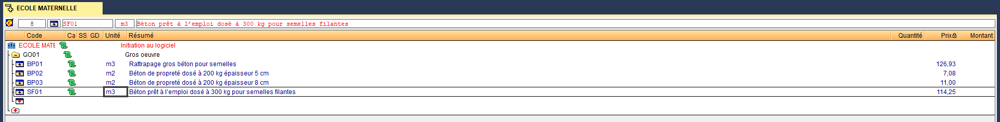 ECOLE MATERNELLE
8 SF01 m3 Béton prêt à l'emploi dosé à 300 kg pour semelles filantes
Code Ca SS GD Unité Résumé Quantité Prix Montant
ECOLE MATE Initiation au logiciel
GO01 Gros oeuvre
BP01 m3 Rattrapage gros béton pour semelles 126,93
BP02 m2 Béton de propreté dosé à 200 kg épaisseur 5 cm 7,08
BP03 m2 Béton de propreté dosé à 200 kg épaisseur 8 cm 11,00
SF01 m3 Béton prêt à l'emploi dosé à 300 kg pour semelles filantes 114,25